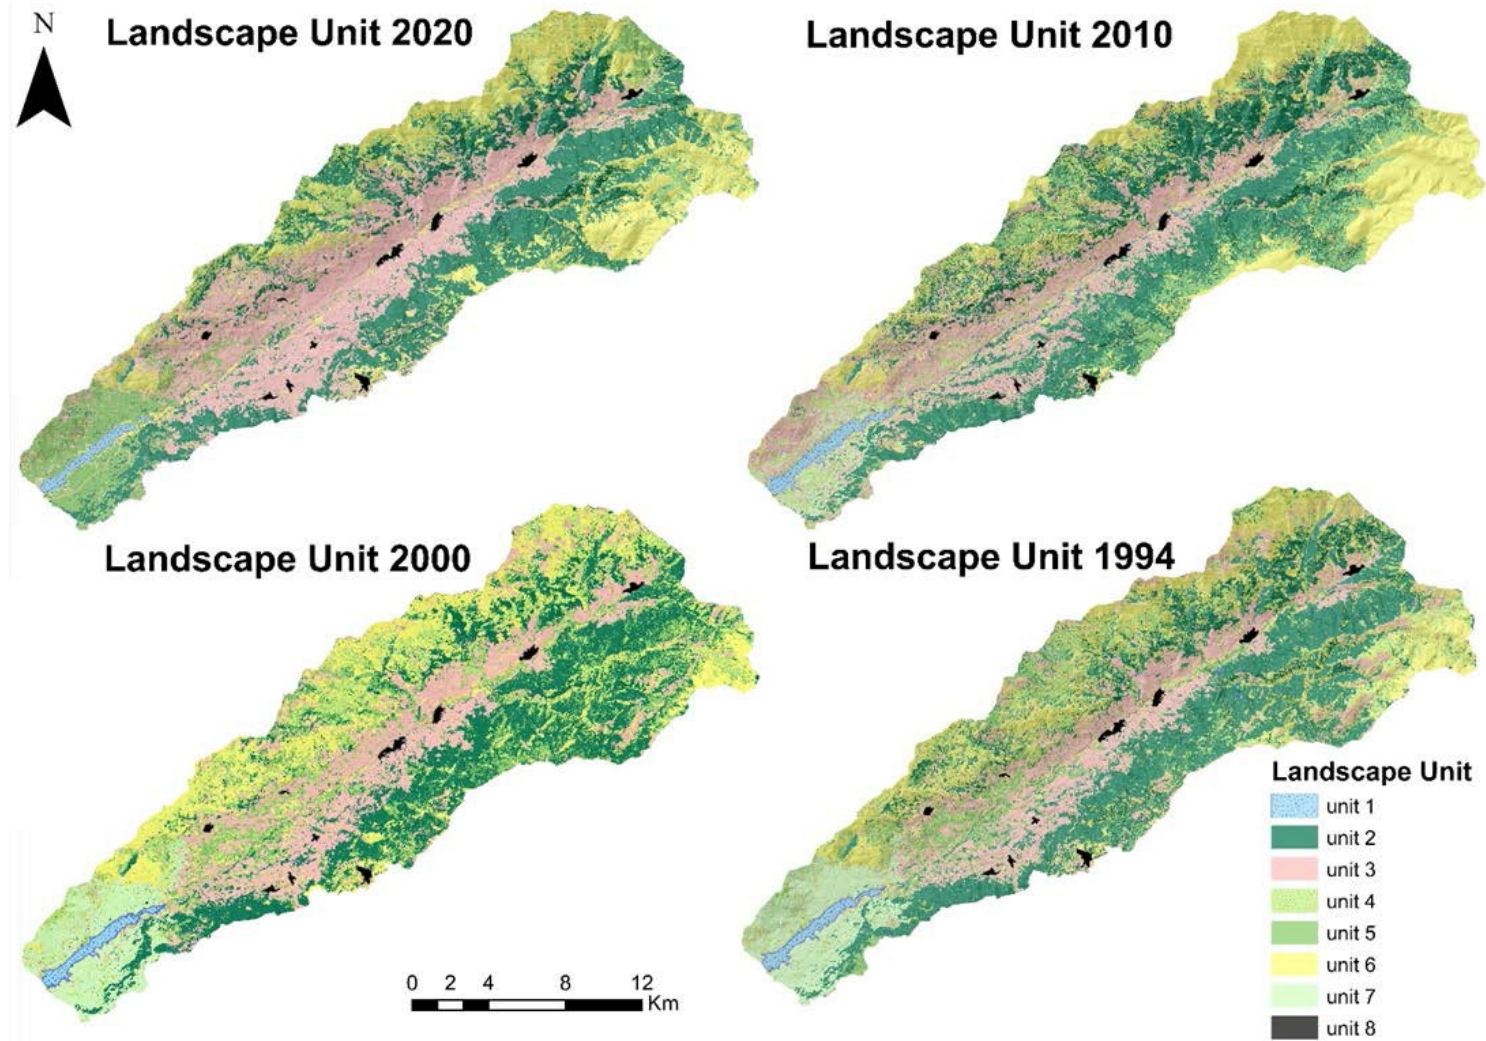 N
Landscape Unit 2020
Landscape Unit 2010
Landscape Unit 2000
Landscape Unit 1994
Landscape Unit
unit 1
unit 2
unit 3
unit 4
unit 5
unit 6
unit 7
unit 8
0 2 4 8 12
Km